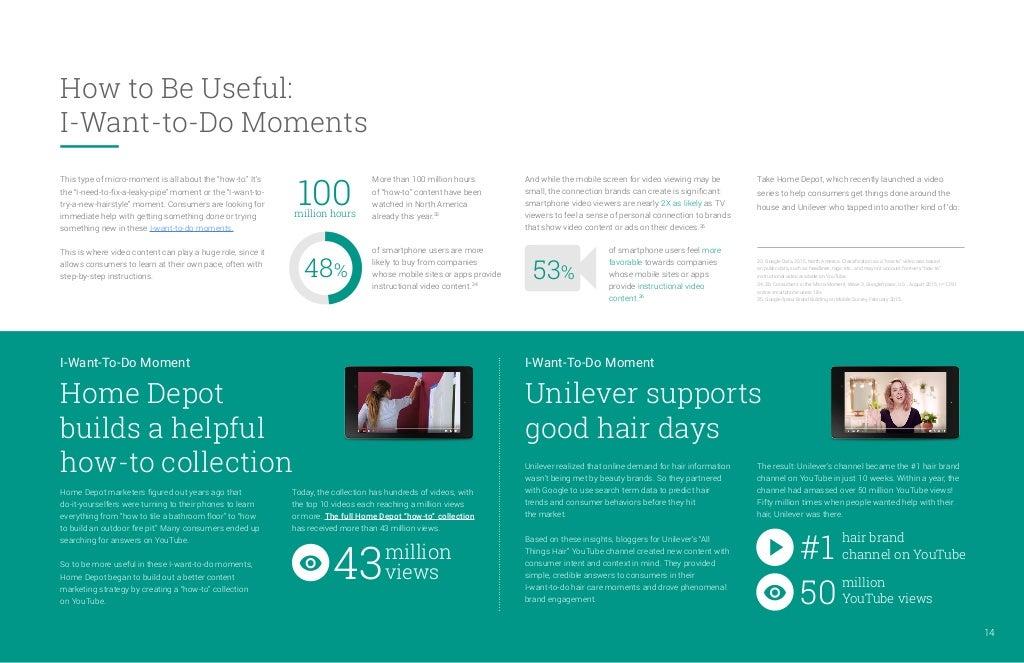 How to Be Useful:
I-Want-to-Do Moments
This type of micro-moment is all about the “how-to.” It’s
the “I-need-to-fix-a-leaky-pipe” moment or the “I-want-to-
try-a-new-hairstyle” moment. Consumers are looking for
immediate help with getting something done or trying
something new in these I-want-to-do moments.
This is where video content can play a huge role, since it
allows consumers to learn at their own pace, often with
step-by-step instructions.
100
million hours
More than 100 million hours
of “how-to” content have been
watched in North America
already this year.
48%
of smartphone users are more
likely to buy from companies
whose mobile sites or apps provide
instructional video content.34
And while the mobile screen for video viewing may be
small, the connection brands can create is significant:
smartphone video viewers are nearly 2X as likely as TV
viewers to feel a sense of personal connection to brands
that show video content or ads on their devices.
53%
of smartphone users feel more
favorable towards companies
whose mobile sites or apps
provide instructional video
content.
Take Home Depot, which recently launched a video
series to help consumers get-things done around the
house and Unilever who tapped into another kind of ‘do.’
I-Want-To-Do Moment
Home Depot
builds a helpful
how-to collection
Home Depot marketers figured out years ago that
do-it-yourselfers were turning to their phones to learn
everything from “how to tile a bathroom floor” to “how
to build an outdoor fire pit.” Many consumers ended up
searching for answers on YouTube.
So to be more useful in these I-want-to-do moments,
Home Depot began to build out a better content
marketing strategy by creating a “how-to” collection
on YouTube.
Today, the collection has hundreds of videos, with
the top 10 videos each reaching a million views
or more. The full Home Depot “how-to” collection
has received more than 43 million views.
43 million
views
I-Want-To-Do Moment
Unilever supports
good hair days
Unilever realized that online demand for hair information
wasn’t being met by beauty brands. So they partnered
with Google to use search term data to predict hair
trends and consumer behaviors before they hit
the market.
Based on these insights, bloggers for Unilever’s “All
Things Hair” YouTube channel created new content with
consumer intent and context in mind. They provided
simple, credible answers to consumers in their
I-want-to-do hair care moments and drove phenomenal
brand engagement.
The result: Unilever’s channel became the #1 hair brand
channel on YouTube in just 10 weeks. Within a year, the
channel had amassed over 50 million YouTube views!
Fifty million times when people wanted help with their
hair, Unilever was there.
#1 hair brand
channel on YouTube
50 million
YouTube views
14